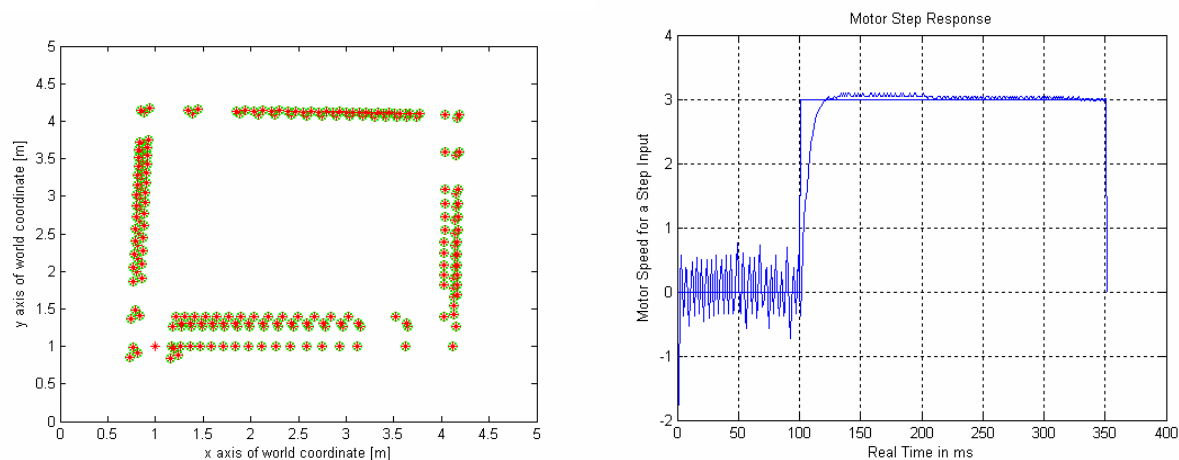 5
4.5
4
3.5
3
2.5
2
1.5
1
0.5
0
0 0.5 1 1.5 2 2.5 3 3.5 4 4.5 5
x axis of world coordinate [m]
y axis of world coordinate [m]
Motor Step Response
4
3
2
1
0
-1
-2
0 50 100 150 200 250 300 350 400
Real Time in ms
Motor Speed for a Step Input